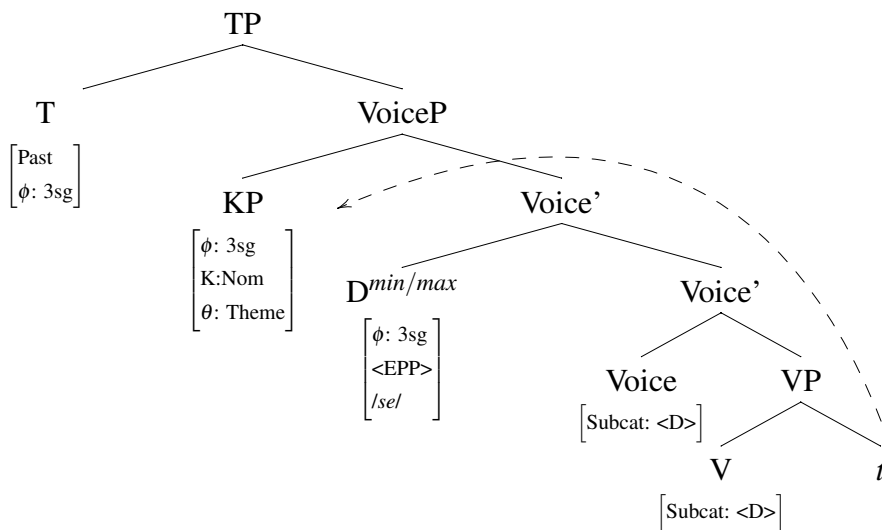 TP
T VoiceP
[Past
ϕ: 3sg]
KP Voice’
[ϕ: 3sg
K:Nom
θ: Theme]
D^{min/max} Voice’
[ϕ: 3sg
<EPP>
/se/]
Voice VP
[Subcat: <D>]
V t
[Subcat: <D>]